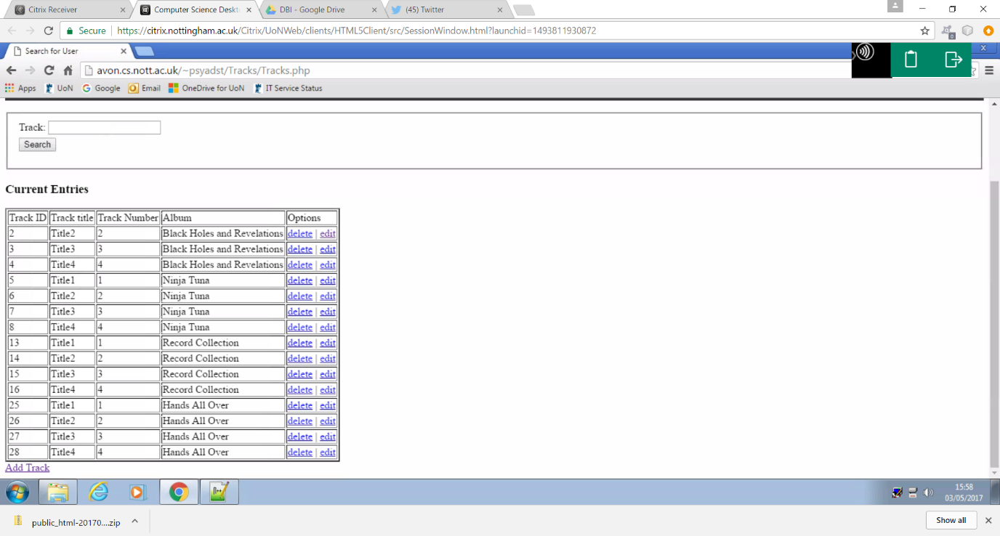 Citrix Receiver
Computer Science Deskt
DBI - Google Drive
(45) Twitter
Secure | https://citrix.nottingham.ac.uk/Citrix/UoNWeb/clients/HTML5Client/src/SessionWindow.html?launchid=1493811930872
0
Search for User
avon.cs.nott.ac.uk/~psyadst/Tracks/Tracks.php
Apps UoN Google Email OneDrive for UoN IT Service Status
Track:
Search
Current Entries
Track ID Track title Track Number Album Options
2 Title2 2 Black Holes and Revelations delete | edit
3 Title3 3 Black Holes and Revelations delete | edit
4 Title4 4 Black Holes and Revelations delete | edit
5 Title1 1 Ninja Tuna delete | edit
6 Title2 2 Ninja Tuna delete | edit
7 Title3 3 Ninja Tuna delete | edit
8 Title4 4 Ninja Tuna delete | edit
13 Title1 1 Record Collection delete | edit
14 Title2 2 Record Collection delete | edit
15 Title3 3 Record Collection delete | edit
16 Title4 4 Record Collection delete | edit
25 Title1 1 Hands All Over delete | edit
26 Title2 2 Hands All Over delete | edit
27 Title3 3 Hands All Over delete | edit
28 Title4 4 Hands All Over delete | edit
Add Track
15:58
03/05/2017
public_html-20170....zip
Show all